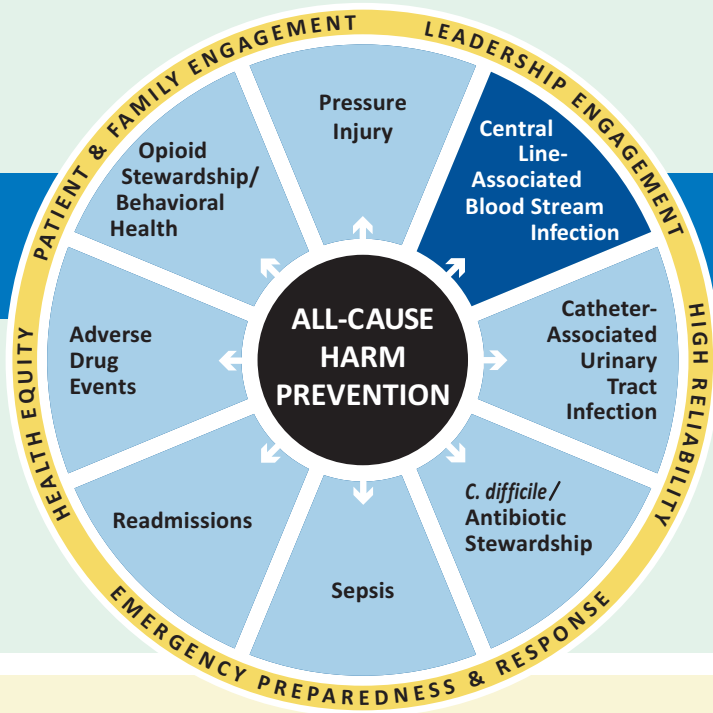 PATIENT & FAMILY ENGAGEMENT
LEADERSHIP ENGAGEMENT
HIGH RELIABILITY
EMERGENCY PREPAREDNESS & RESPONSE
HEALTH EQUITY
Pressure
Injury
Central
Line-
Associated
Blood Stream
Infection
Catheter-
Associated
Urinary
Tract
Infection
C. difficile/
Antibiotic
Stewardship
Sepsis
Readmissions
Adverse
Drug
Events
Opioid
Stewardship/
Behavioral
Health
ALL-CAUSE
HARM
PREVENTION